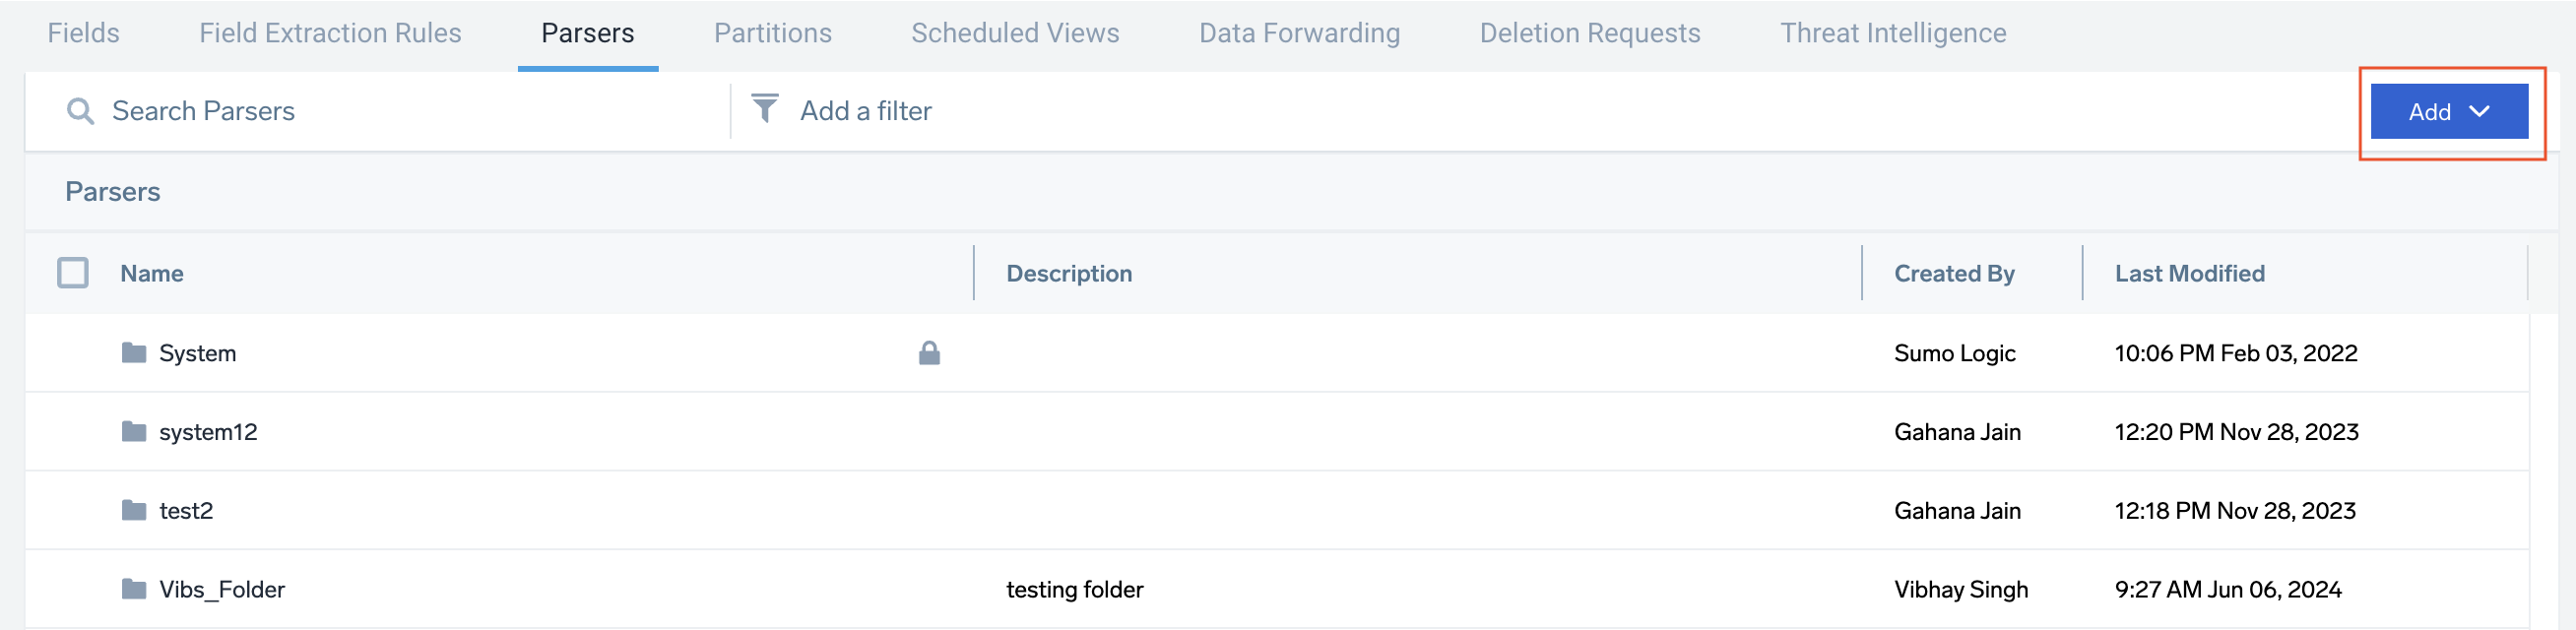 Fields Field Extraction Rules Parsers Partitions Scheduled Views Data Forwarding Deletion Requests Threat Intelligence
Search Parsers Add a filter Add
Parsers
Name Description Created By Last Modified
System Sumo Logic 10:06 PM Feb 03, 2022
system12 Gahana Jain 12:20 PM Nov 28, 2023
test2 Gahana Jain 12:18 PM Nov 28, 2023
Vibs_Folder testing folder Vibhay Singh 9:27 AM Jun 06, 2024